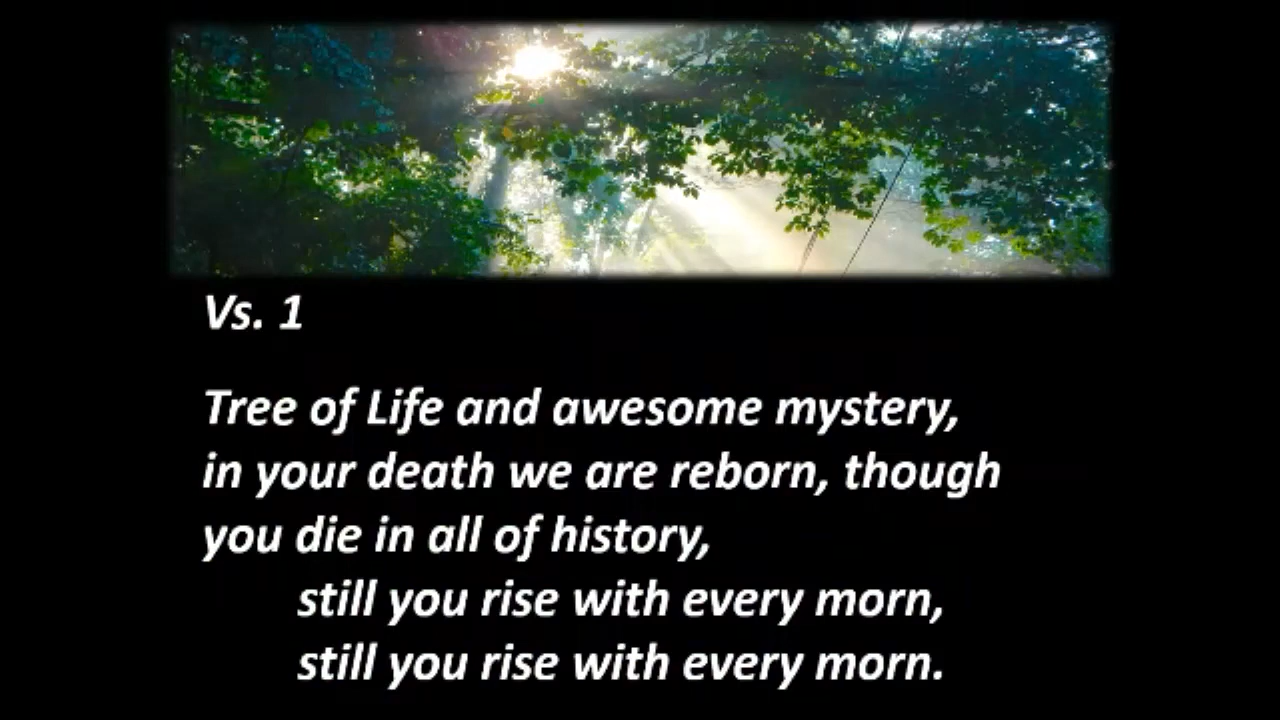 Vs. 1
Tree of Life and awesome mystery,
in your death we are reborn, though
you die in all of history,
still you rise with every morn,
still you rise with every morn.